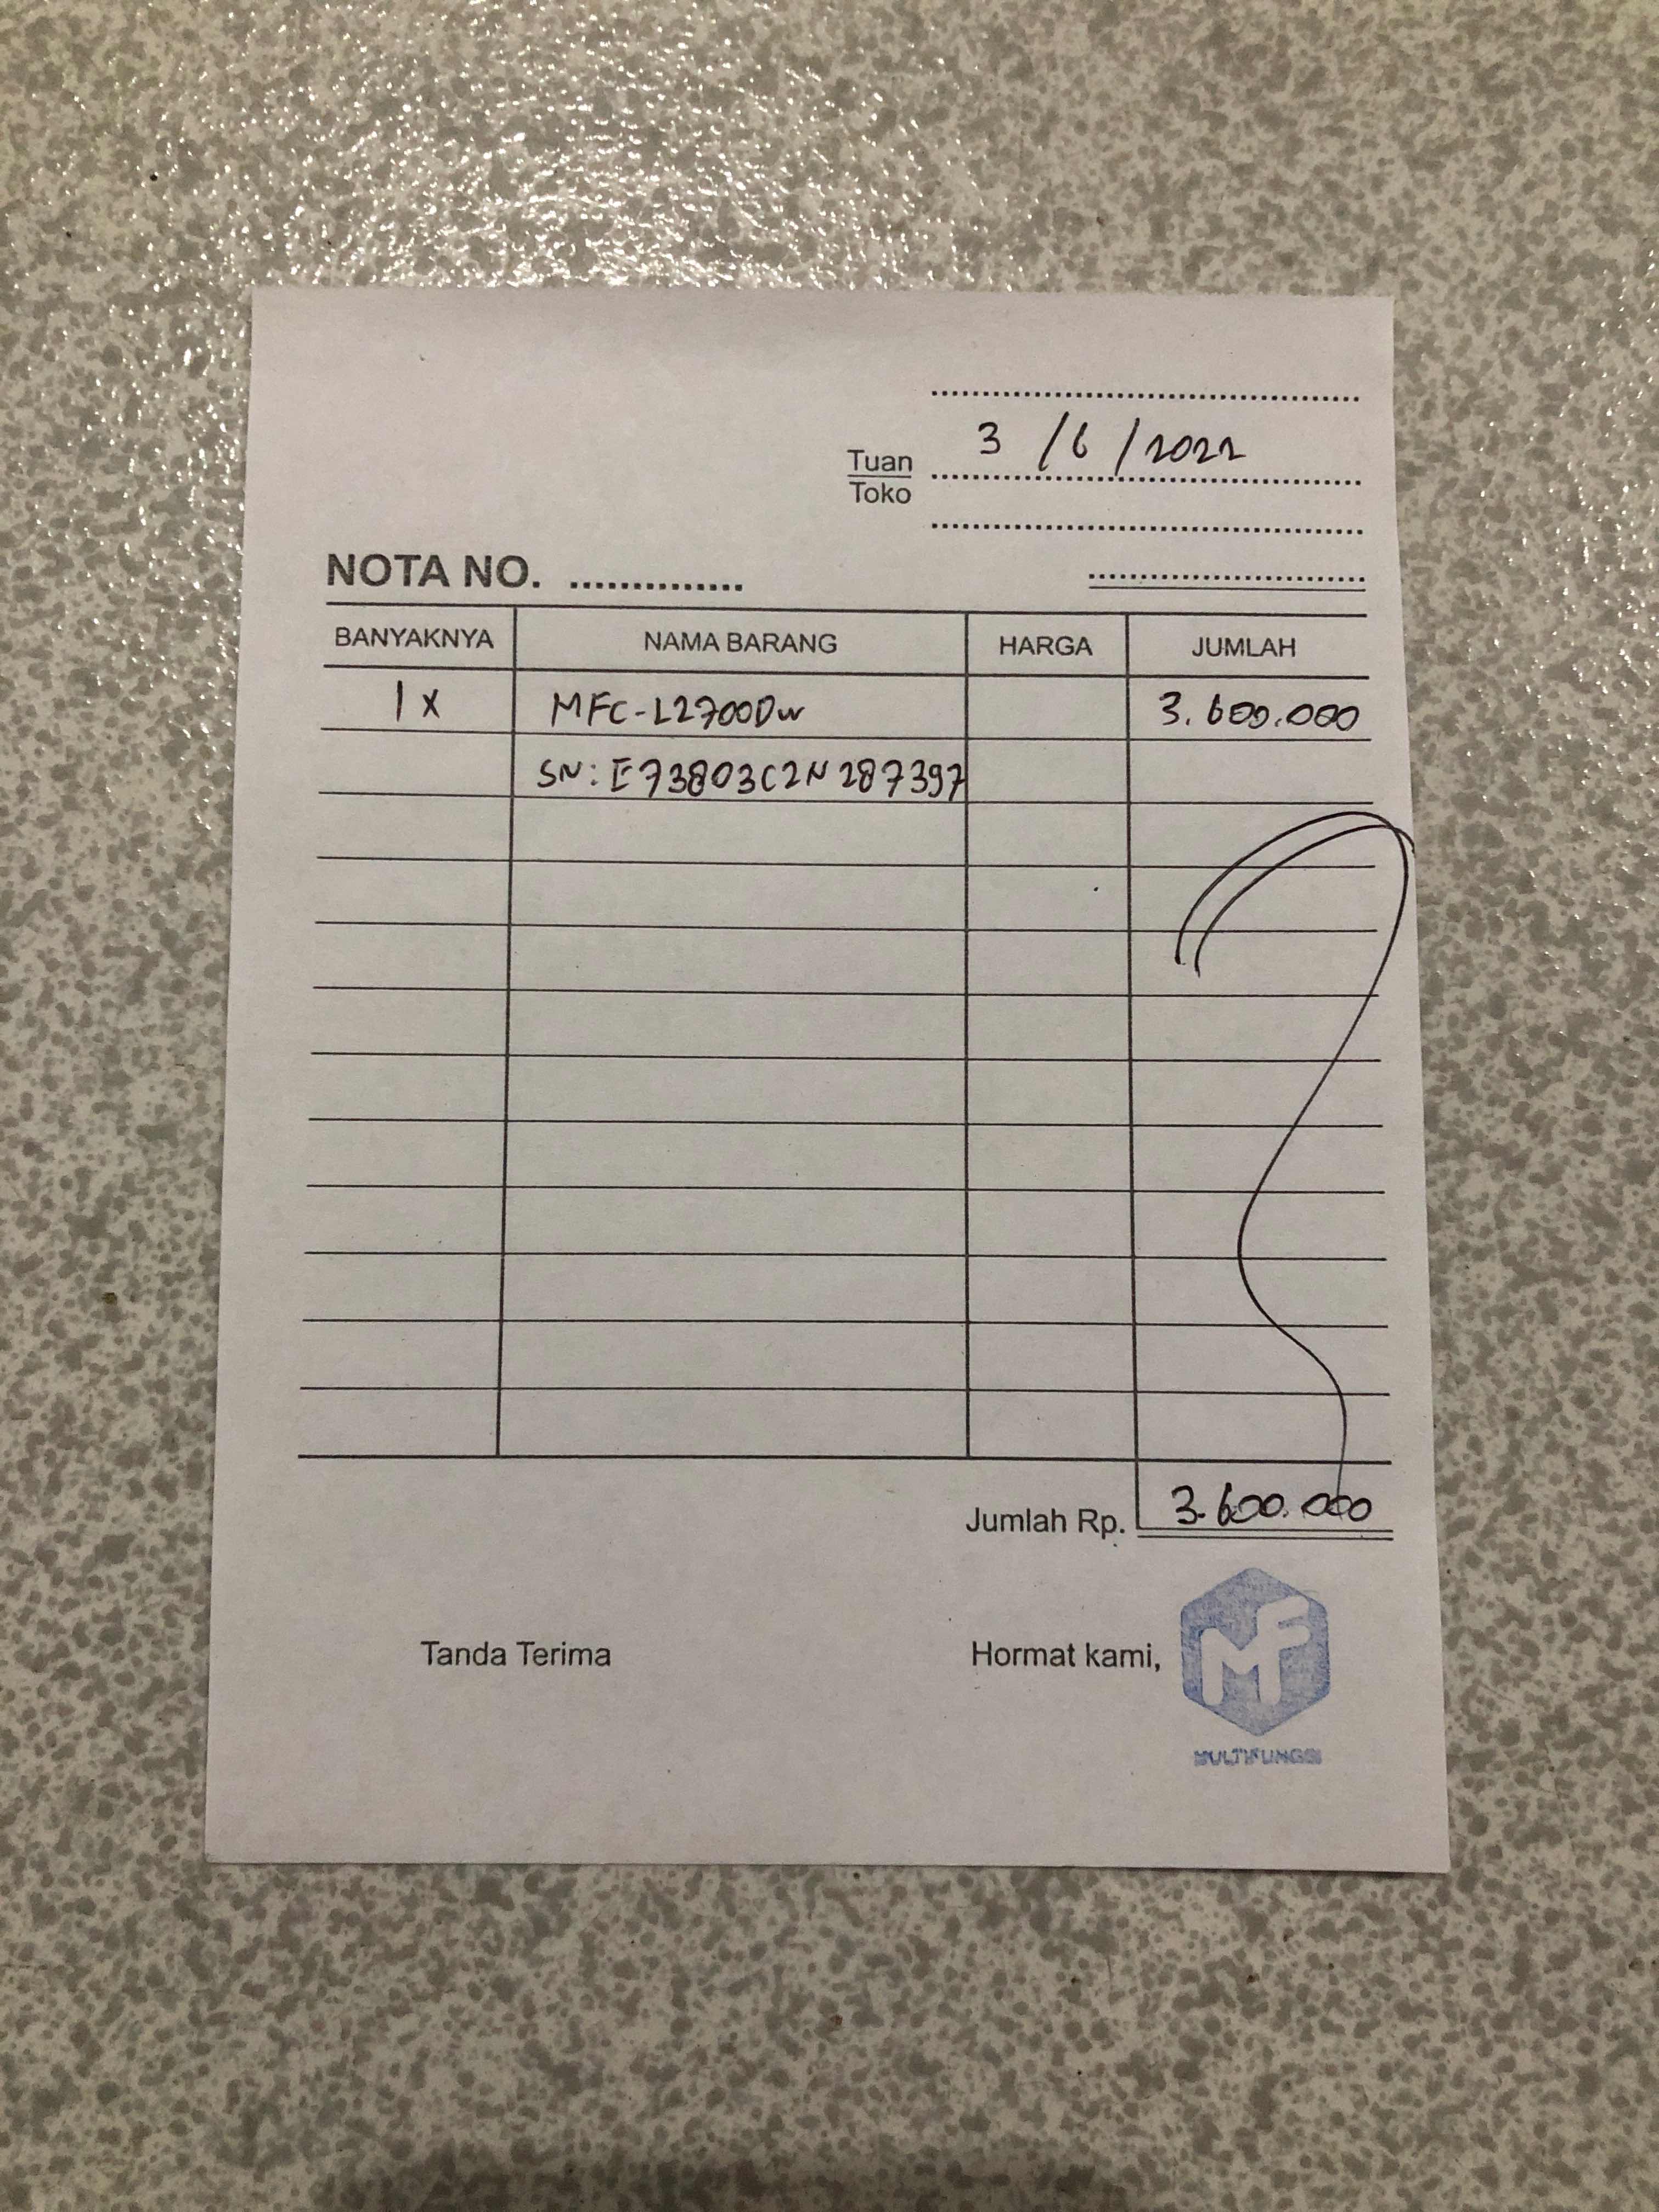 3 /6 / 2022
Tuan
Toko
NOTA NO. ..............
BANYAKNYA NAMA BARANG HARGA JUMLAH
1 x MFC-L2700DW 3.600.000
SN: E73803C2N287397
Jumlah Rp. 3.600.000
Tanda Terima Hormat kami,
MF
MULTIFUNGSI